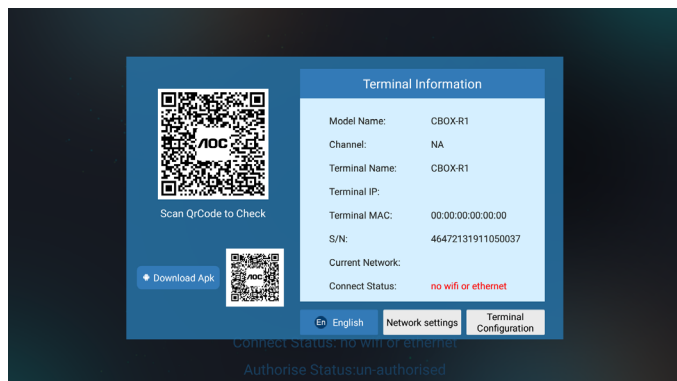 AOC
Scan QrCode to Check
Download Apk
AOC
Terminal Information
Model Name: CBOX-R1
Channel: NA
Terminal Name: CBOX-R1
Terminal IP:
Terminal MAC: 00:00:00:00:00:00
S/N: 46472131911050037
Current Network:
Connect Status: no wifi or ethernet
En English
Network settings
Terminal
Configuration
Connect Status: no wifi or ethernet
Authorise Status:un-authorised